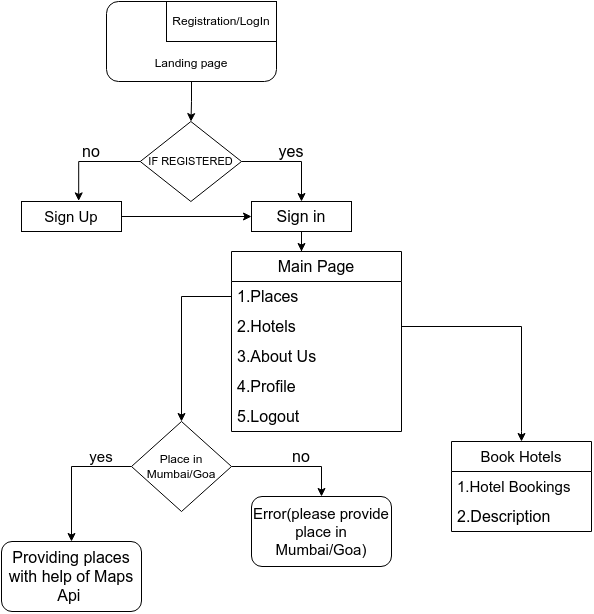 Registration/LogIn
Landing page
IF REGISTERED
no
yes
Sign Up
Sign in
Main Page
1.Places
2.Hotels
3.About Us
4.Profile
5.Logout
Place in
Mumbai/Goa
yes
no
Book Hotels
1.Hotel Bookings
2.Description
Error(please provide
place in
Mumbai/Goa)
Providing places
with help of Maps
Api